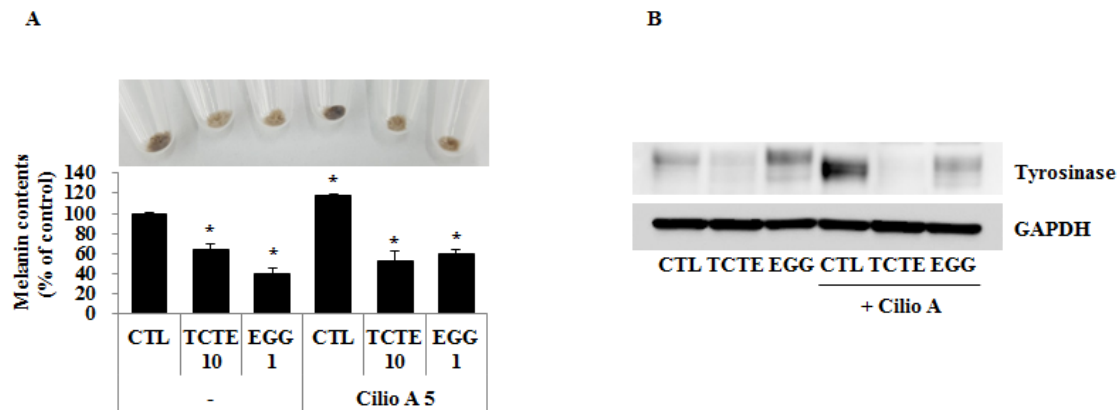 A
B
Melanin contents
(% of control)
140
120
100
80
60
40
20
0
*
*
*
*
*
*
CTL TCTE 10 EGG 1 CTL TCTE 10 EGG 1
- Cilio A 5
Tyrosinase
GAPDH
CTL TCTE EGG CTL TCTE EGG
+ Cilio A